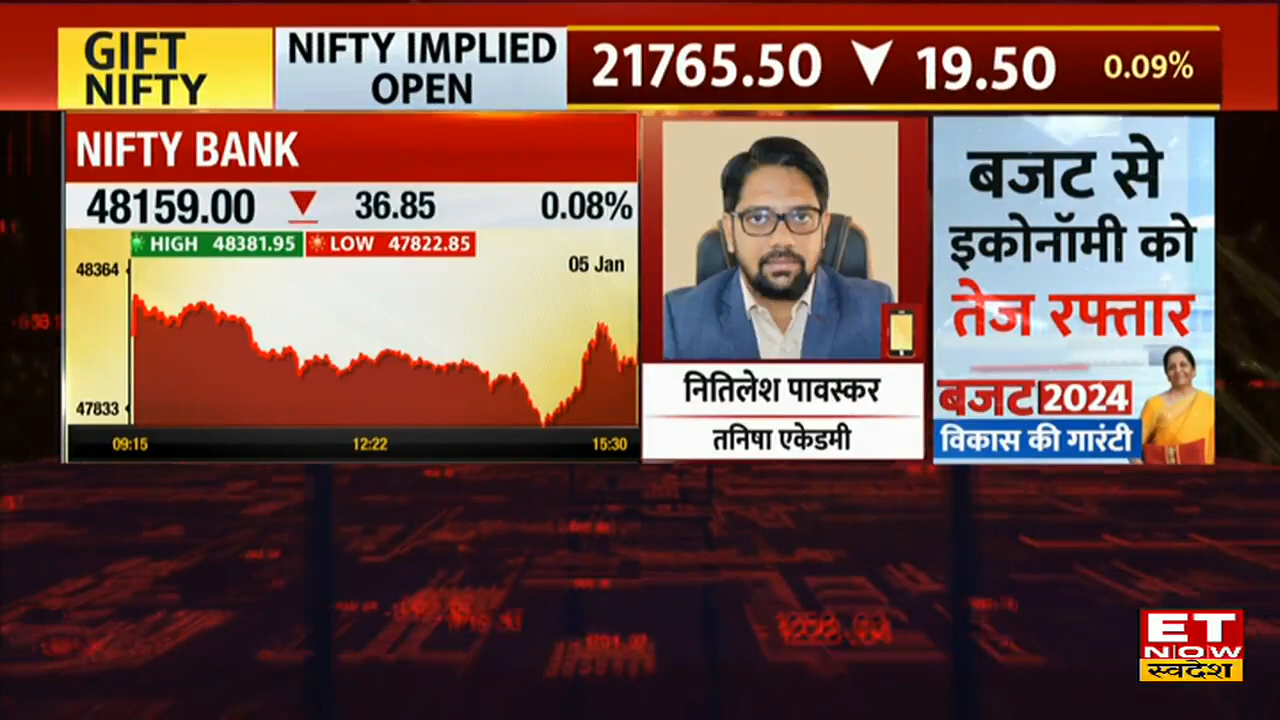 GIFT
NIFTY
NIFTY IMPLIED
OPEN
21765.50 ▼ 19.50 0.09%
NIFTY BANK
48159.00 ▼ 36.85 0.08%
HIGH 48381.95 LOW 47822.85
48364
05 Jan
47833
09:15 12:22 15:30
नितिलेश पावस्कर
तनिषा एकेडमी
बजट से
इकोनॉमी को
तेज रफ्तार
बजट 2024
विकास की गारंटी
ET
NOW
स्वदेश